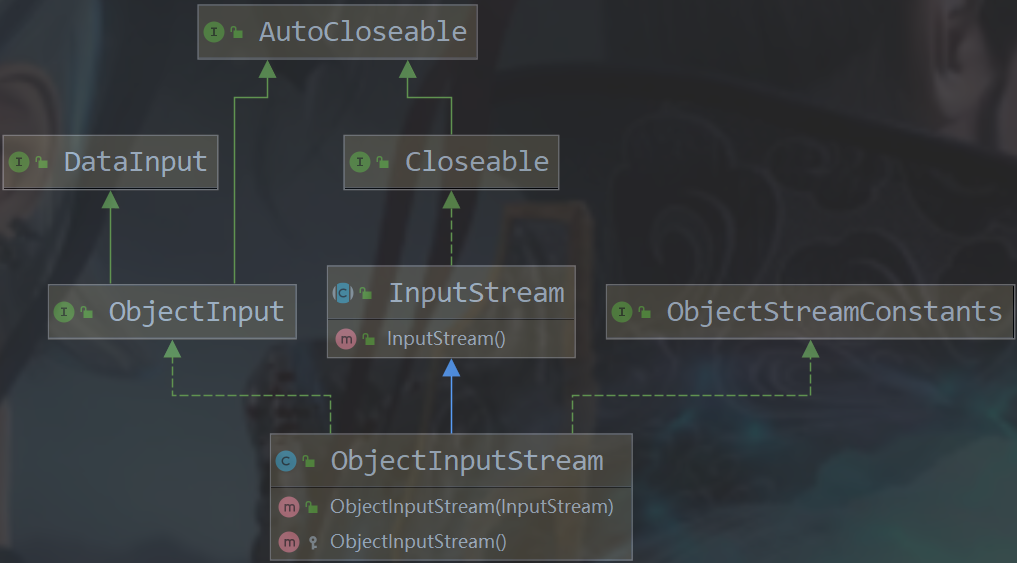 AutoCloseable
DataInput
Closeable
ObjectInput
InputStream
InputStream()
ObjectStreamConstants
ObjectInputStream
ObjectInputStream(InputStream)
ObjectInputStream()